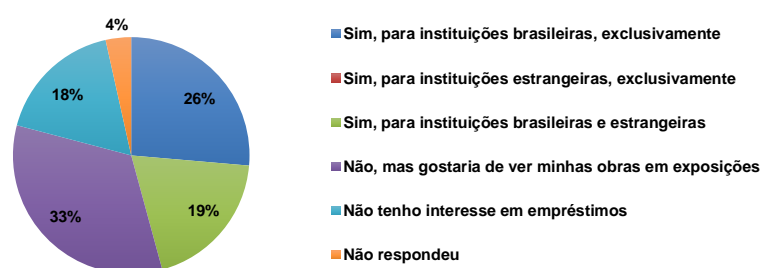 4%
26%
18%
19%
33%
Sim, para instituições brasileiras, exclusivamente
Sim, para instituições estrangeiras, exclusivamente
Sim, para instituições brasileiras e estrangeiras
Não, mas gostaria de ver minhas obras em exposições
Não tenho interesse em empréstimos
Não respondeu